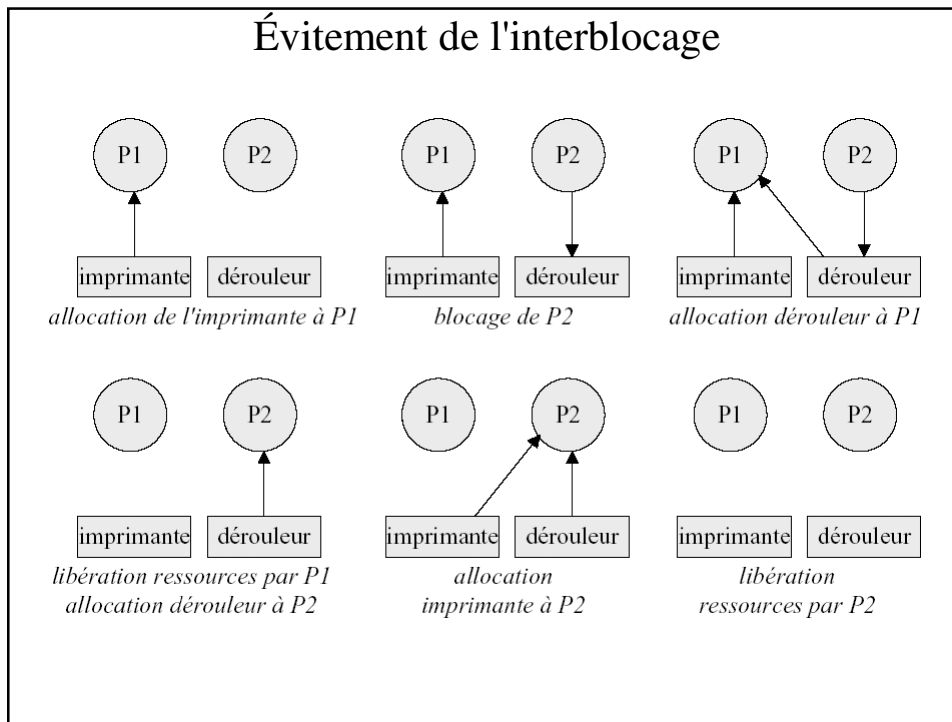 Évitement de l'interblocage
P1 P2 P1 P2 P1 P2
imprimante dérouleur imprimante dérouleur imprimante dérouleur
allocation de l'imprimante à P1 blocage de P2 allocation dérouleur à P1
P1 P2 P1 P2 P1 P2
imprimante dérouleur imprimante dérouleur imprimante dérouleur
libération ressources par P1 allocation libération
allocation dérouleur à P2 imprimante à P2 ressources par P2